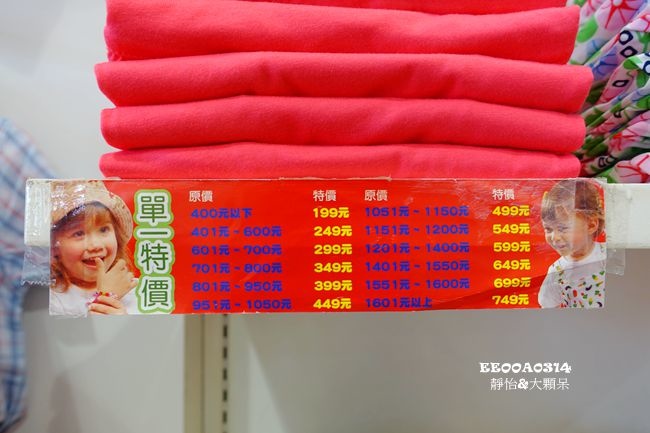 單一特價
原價 特價 原價 特價
400元以下 199元 1051元~1150元 499元
401元~600元 249元 1151元~1200元 549元
601元~700元 299元 1201元~1400元 599元
701元~800元 349元 1401元~1550元 649元
801元~950元 399元 1551元~1600元 699元
951元~1050元 449元 1601元以上 749元
EE00A0314
靜怡&大顆呆